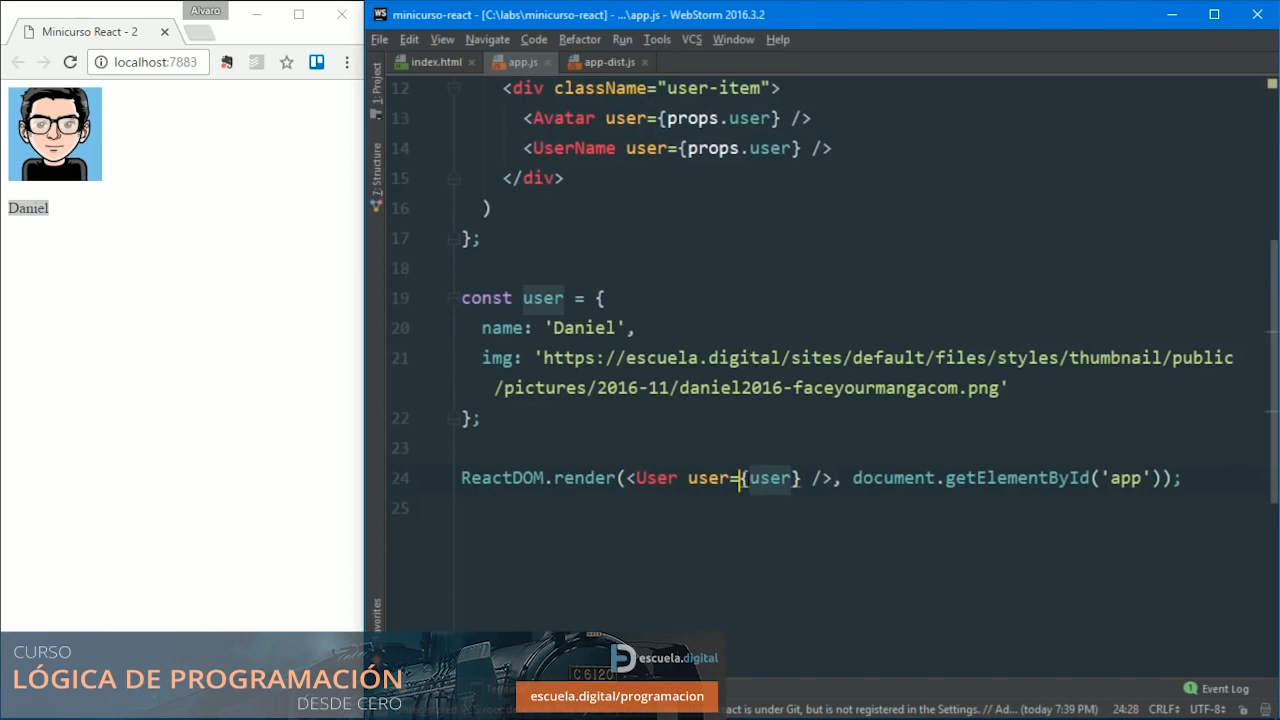 Alvaro
Minicurso React - 2
localhost:7883
Daniel
WS minicurso-react - [C:\labs\minicurso-react] - ...\app.js - WebStorm 2016.3.2
File Edit View Navigate Code Refactor Run Tools VCS Window Help
index.html app.js app-dist.js
1: Project
7: Structure
12 <div className="user-item">
13 <Avatar user={props.user} />
14 <UserName user={props.user} />
15 </div>
16 )
17 };
18
19 const user = {
20 name: 'Daniel',
21 img: 'https://escuela.digital/sites/default/files/styles/thumbnail/public
/pictures/2016-11/daniel2016-faceyourmangacom.png'
22 };
23
24 ReactDOM.render(<User user={user} />, document.getElementById('app'));
25
CURSO
LÓGICA DE PROGRAMACIÓN
DESDE CERO
C 6120
escuela.digital
escuela.digital/programacion
Event Log
react is under Git, but is not registered in the Settings. // Ad... (today 7:39 PM) 24:28 CRLF÷ UTF-8÷